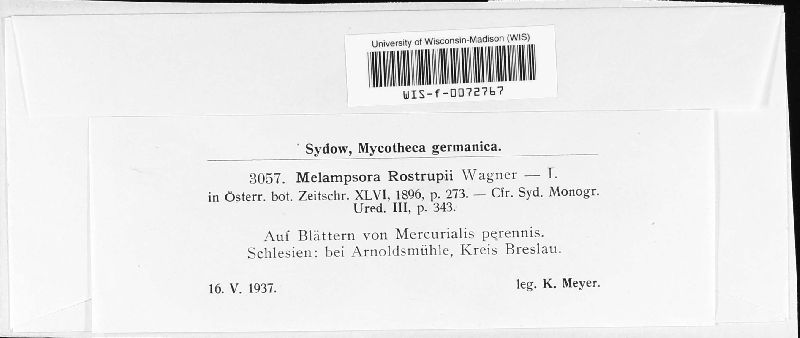 University of Wisconsin-Madison (WIS)
WIS-f-0072767
Sydow, Mycotheca germanica.
3057. Melampsora Rostrupii Wagner — I.
in Österr. bot. Zeitschr. XLVI, 1896, p. 273. — Cfr. Syd. Monogr.
Ured. III, p. 343.
Auf Blättern von Mercurialis perennis.
Schlesien: bei Arnoldsmühle, Kreis Breslau.
16. V. 1937. leg. K. Meyer.